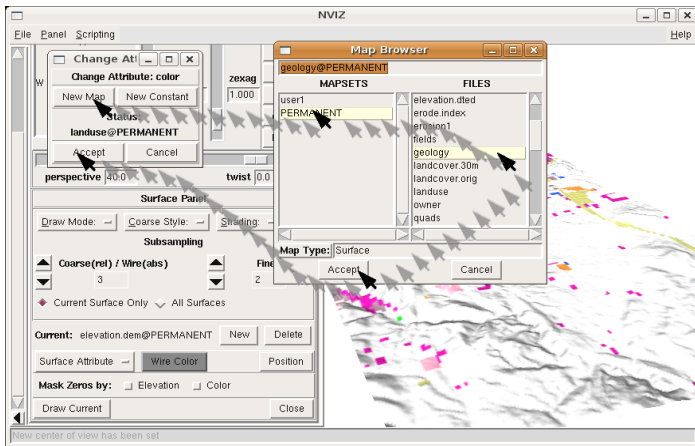 NVIZ
File Panel Scripting Help
Change Att
Change Attribute: color
New Map New Constant
Status:
landuse@PERMANENT
Accept Cancel
zexag
1.000
W
perspective 40.0 twist 0.0
Map Browser
geology@PERMANENT
MAPSETS FILES
user1
PERMANENT
elevation.dted
erode.index
erosion1
fields
geology
landcover.30m
landcover.orig
landuse
owner
quads
Map Type: Surface
Accept Cancel
Surface Panel
Draw Mode: Coarse Style: Shading:
Subsampling
Coarse(rel) / Wire(abs) Fine
3 2
Current Surface Only All Surfaces
Current: elevation.dem@PERMANENT New Delete
Surface Attribute Wire Color Position
Mask Zeros by: Elevation Color
Draw Current Close
New center of view has been set